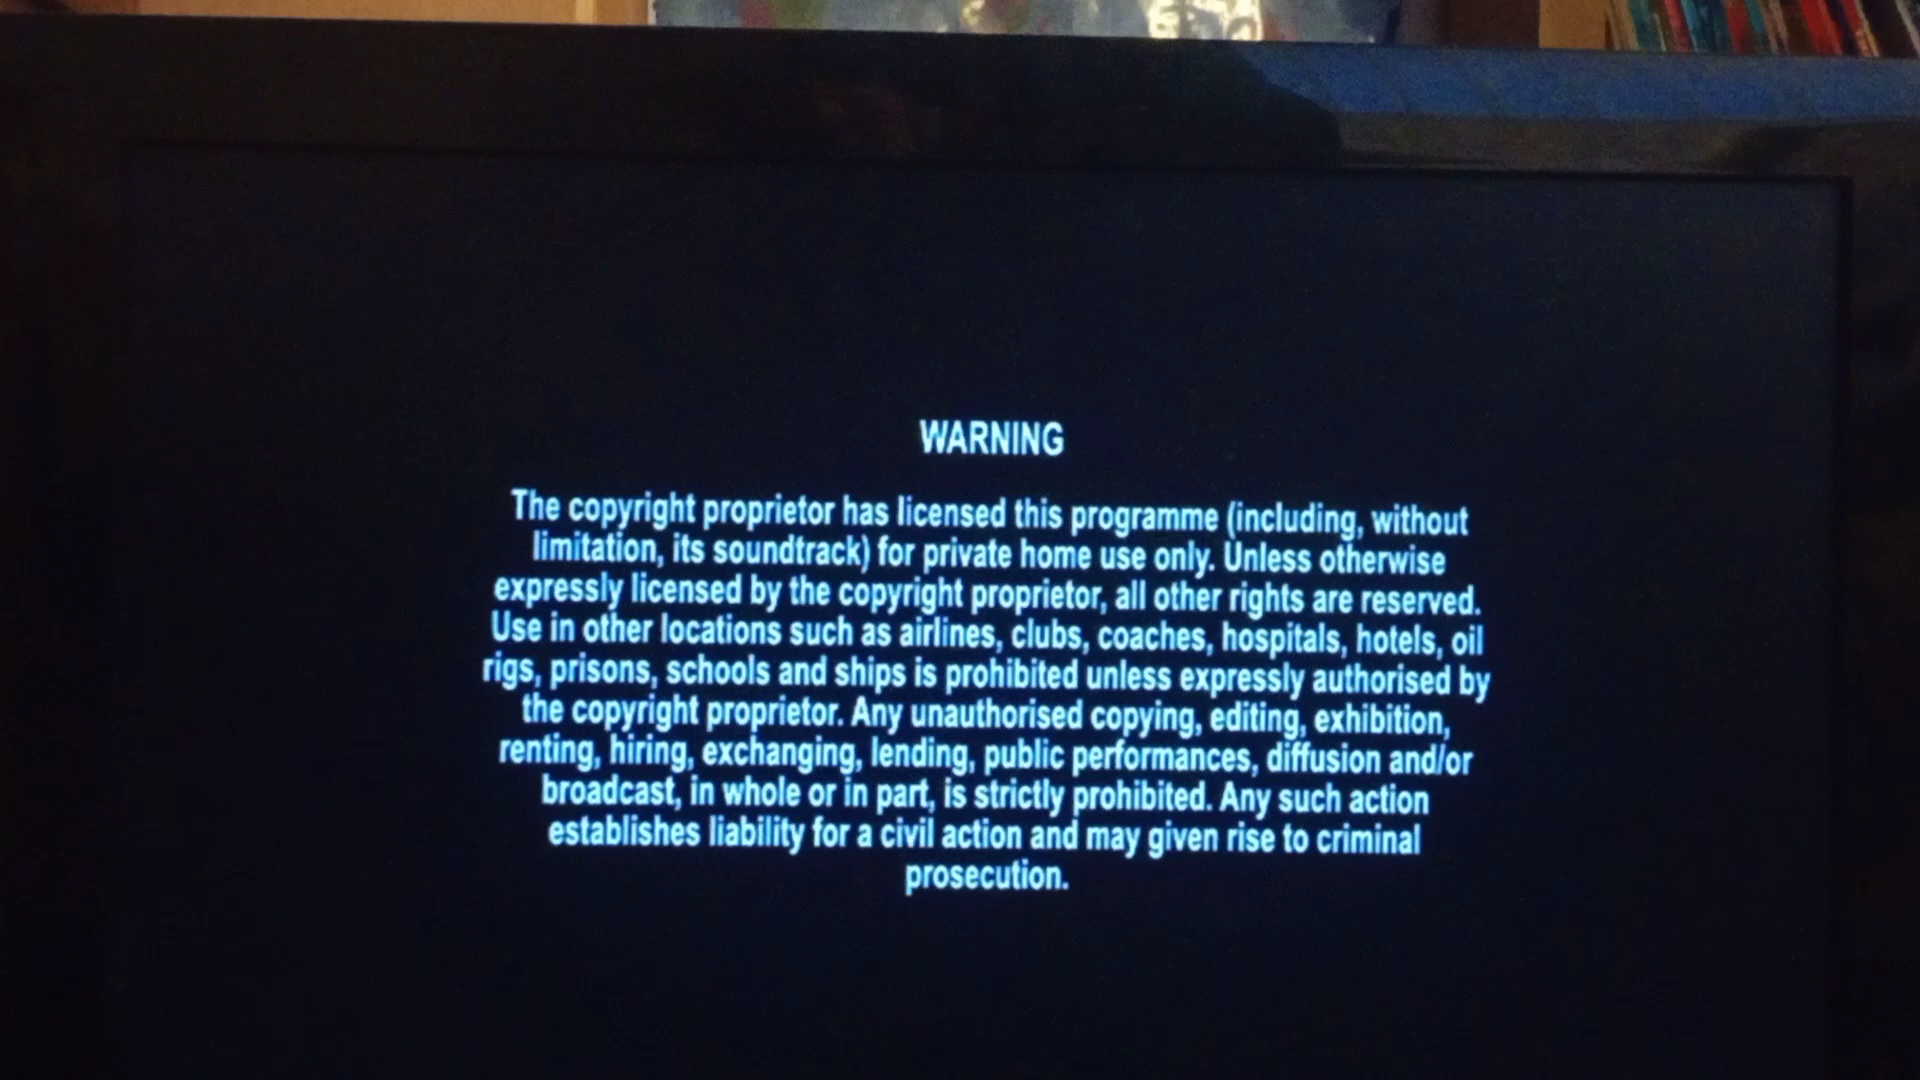 WARNING
The copyright proprietor has licensed this programme (including, without
limitation, its soundtrack) for private home use only. Unless otherwise
expressly licensed by the copyright proprietor, all other rights are reserved.
Use in other locations such as airlines, clubs, coaches, hospitals, hotels, oil
rigs, prisons, schools and ships is prohibited unless expressly authorised by
the copyright proprietor. Any unauthorised copying, editing, exhibition,
renting, hiring, exchanging, lending, public performances, diffusion and/or
broadcast, in whole or in part, is strictly prohibited. Any such action
establishes liability for a civil action and may given rise to criminal
prosecution.